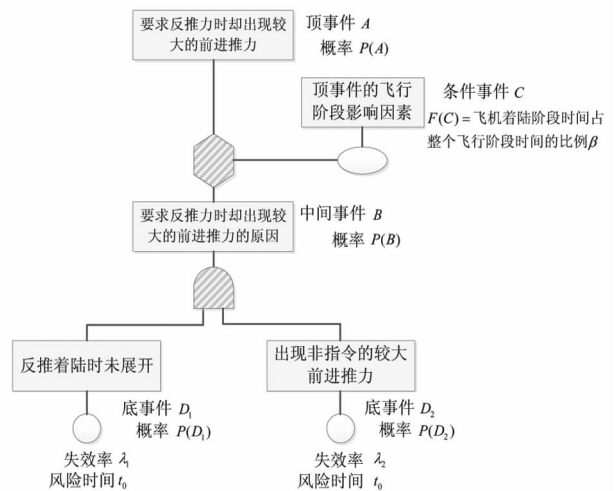 要求反推力时却出现较
大的前进推力
顶事件 A
概率 P(A)
顶事件的飞行
阶段影响因素
条件事件 C
F(C)=飞机着陆阶段时间占
整个飞行阶段时间的比例β
要求反推力时却出现较
大的前进推力的原因
中间事件 B
概率 P(B)
反推着陆时未展开
出现非指令的较大
前进推力
底事件 D₁
概率 P(D₁)
底事件 D₂
概率 P(D₂)
失效率 λ₁
风险时间 t₀
失效率 λ₂
风险时间 t₀